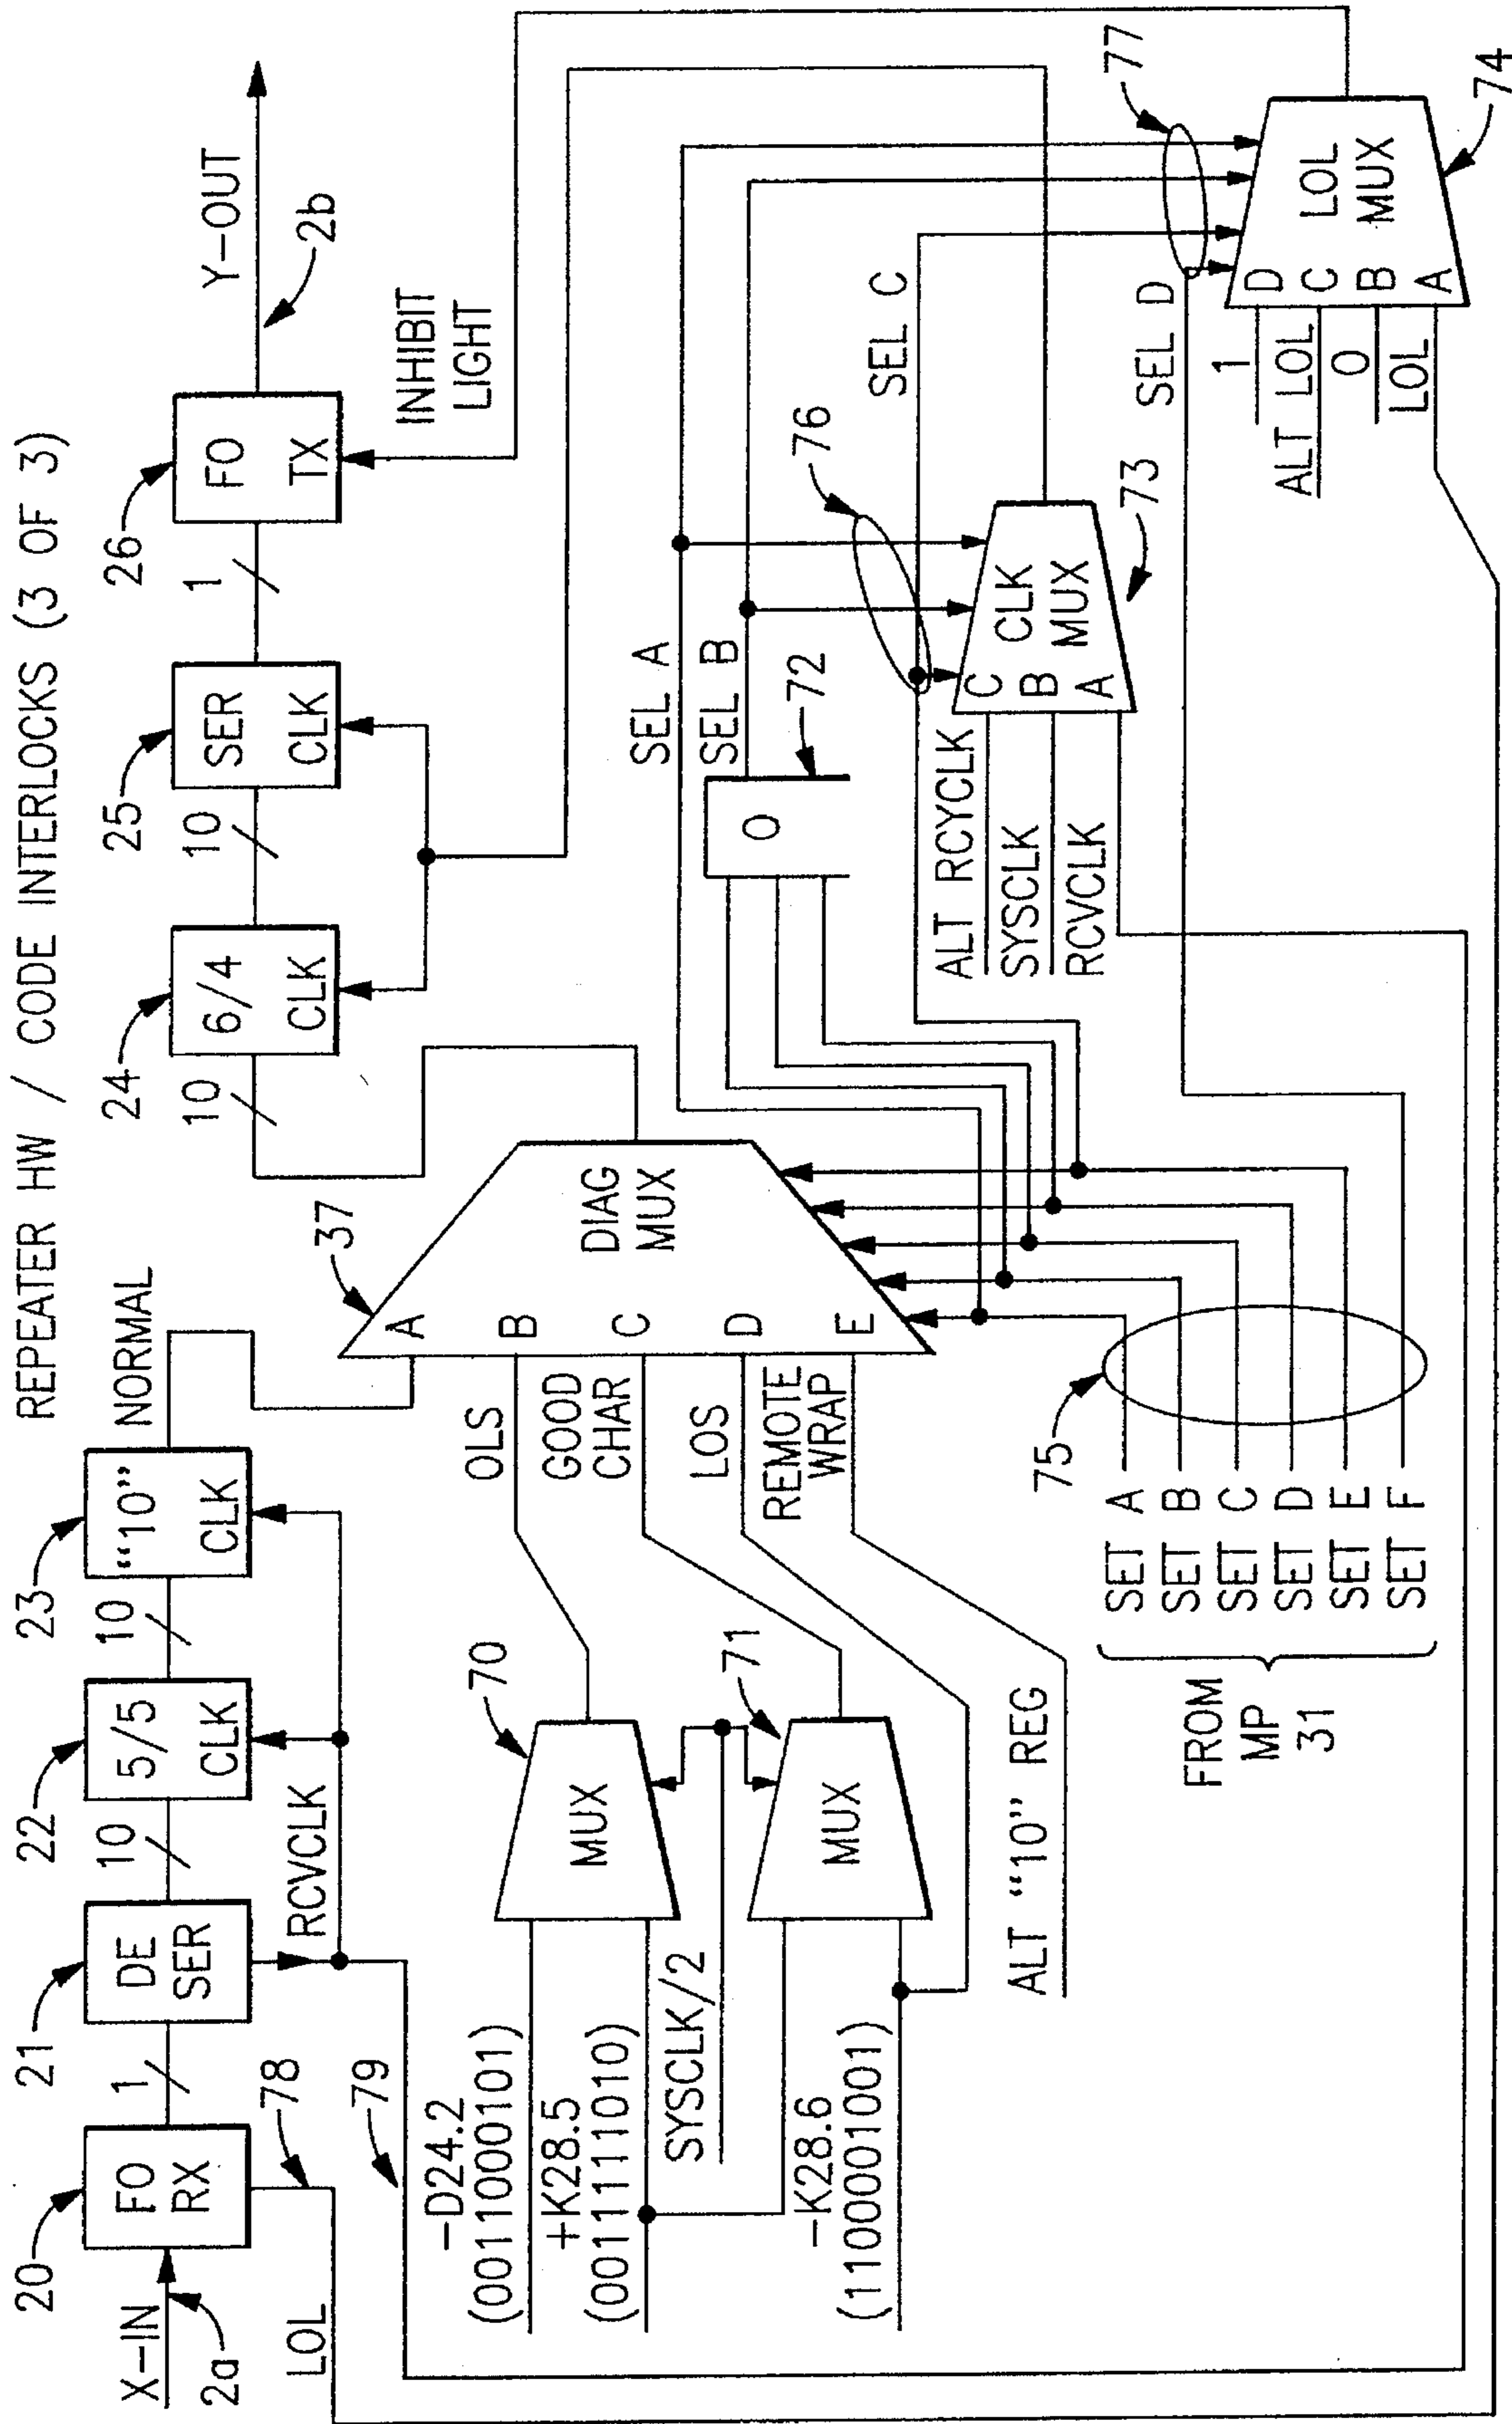 REPEATER HW / CODE INTERLOCKS (3 OF 3)
X-IN
2a
20
FO
RX
LOL
78
79
1
21
DE
SER
RCVCLK
10
22
5/5
CLK
10
23
"10"
CLK
NORMAL
37
A
B
C
D
E
DIAG
MUX
10
24
6/4
CLK
10
25
SER
CLK
1
26
FO
TX
Y-OUT
2b
INHIBIT
LIGHT
-D24.2
(0011000101)
+K28.5
(0011111010)
SYSCLK/2
-K28.6
(1100001001)
70
MUX
71
MUX
ALT "10" REG
OLS
GOOD
CHAR
LOS
REMOTE
WRAP
75
SET A
SET B
SET C
SET D
SET E
SET F
FROM
MP
31
SEL A
SEL B
O
72
76
SEL C
ALT RCYCLK
SYSCLK
RCVCLK
C
B
A
CLK
MUX
73
SEL D
77
1
ALT LOL
0
LOL
D
C
B
A
LOL
MUX
74